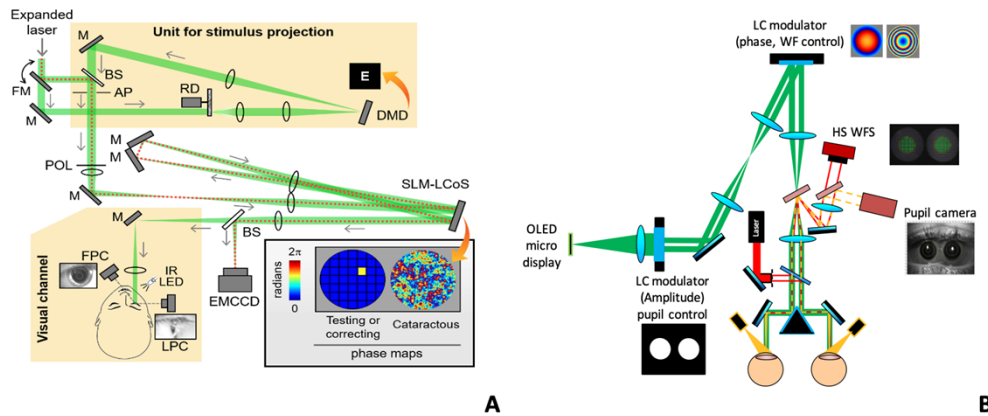 Expanded
laser
M
Unit for stimulus projection
FM
BS
AP
M
RD
E
DMD
POL
M
M
M
SLM-LCoS
M
BS
FPC
IR
LED
LPC
Visual channel
EMCCD
radians
2π
0
Testing or
correcting
Cataractous
phase maps
A
LC modulator
(phase, WF control)
HS WFS
Pupil camera
OLED
micro
display
Laser
LC modulator
(Amplitude)
pupil control
B